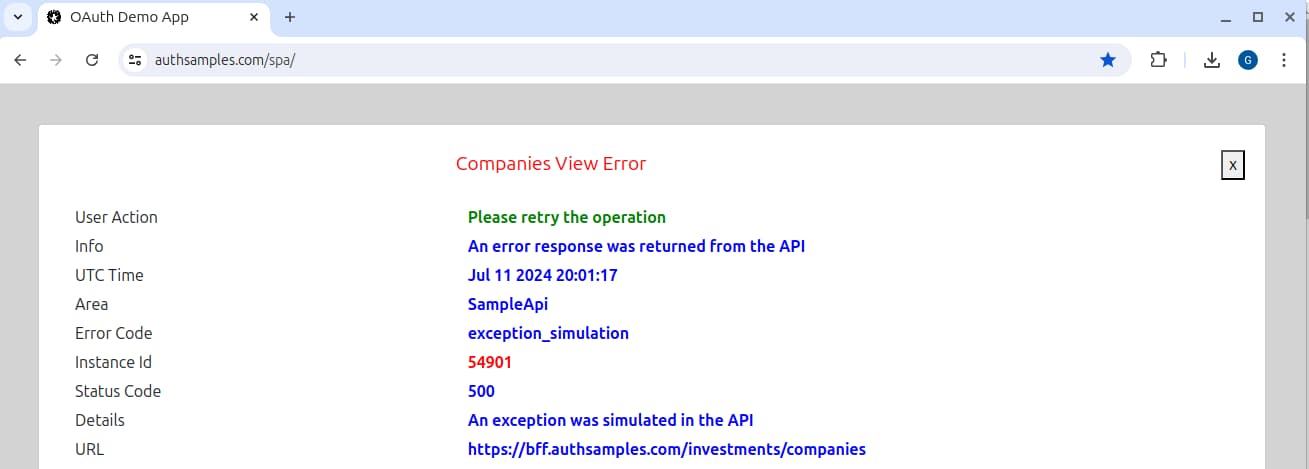 OAuth Demo App
authsamples.com/spa/
G
Companies View Error
x
User Action Please retry the operation
Info An error response was returned from the API
UTC Time Jul 11 2024 20:01:17
Area SampleApi
Error Code exception_simulation
Instance Id 54901
Status Code 500
Details An exception was simulated in the API
URL https://bff.authsamples.com/investments/companies